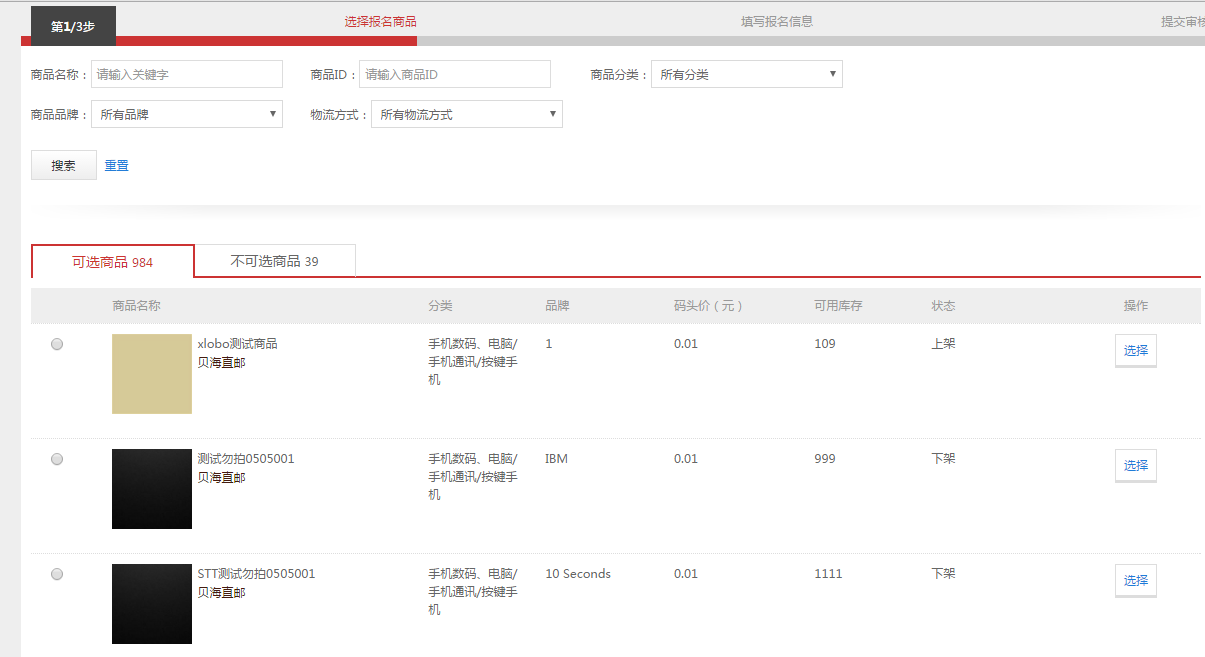 第1/3步 选择报名商品 填写报名信息 提交审核
商品名称： 请输入关键字 商品ID： 请输入商品ID 商品分类： 所有分类
商品品牌： 所有品牌 物流方式： 所有物流方式
搜索 重置
可选商品 984 不可选商品 39
商品名称 分类 品牌 码头价（元） 可用库存 状态 操作
xlobo测试商品 手机数码、电脑/ 1 0.01 109 上架 选择
贝海直邮 手机通讯/按键手
机
测试勿拍0505001 手机数码、电脑/ IBM 0.01 999 下架 选择
贝海直邮 手机通讯/按键手
机
STT测试勿拍0505001 手机数码、电脑/ 10 Seconds 0.01 1111 下架 选择
贝海直邮 手机通讯/按键手
机